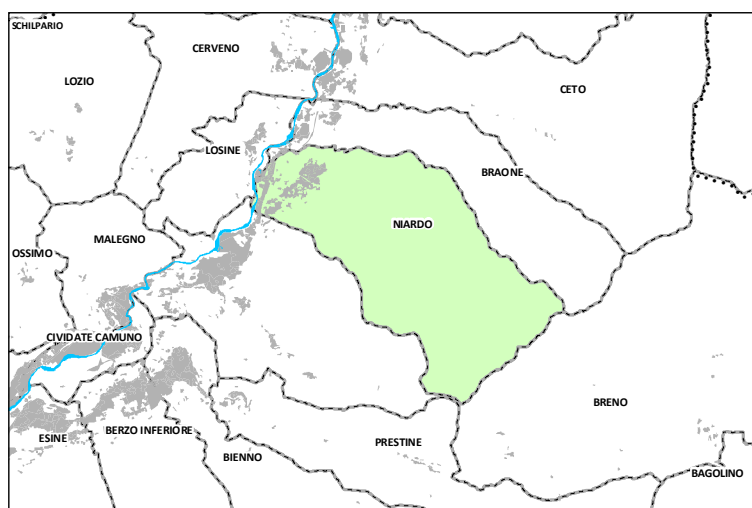 SCHILPARIO
CERVENO
LOZIO
CETO
LOSINE
BRAONE
NIARDO
MALEGNO
OSSIMO
CIVIDATE CAMUNO
BRENO
BERZO INFERIORE
ESINE
PRESTINE
BIENNO
BAGOLINO